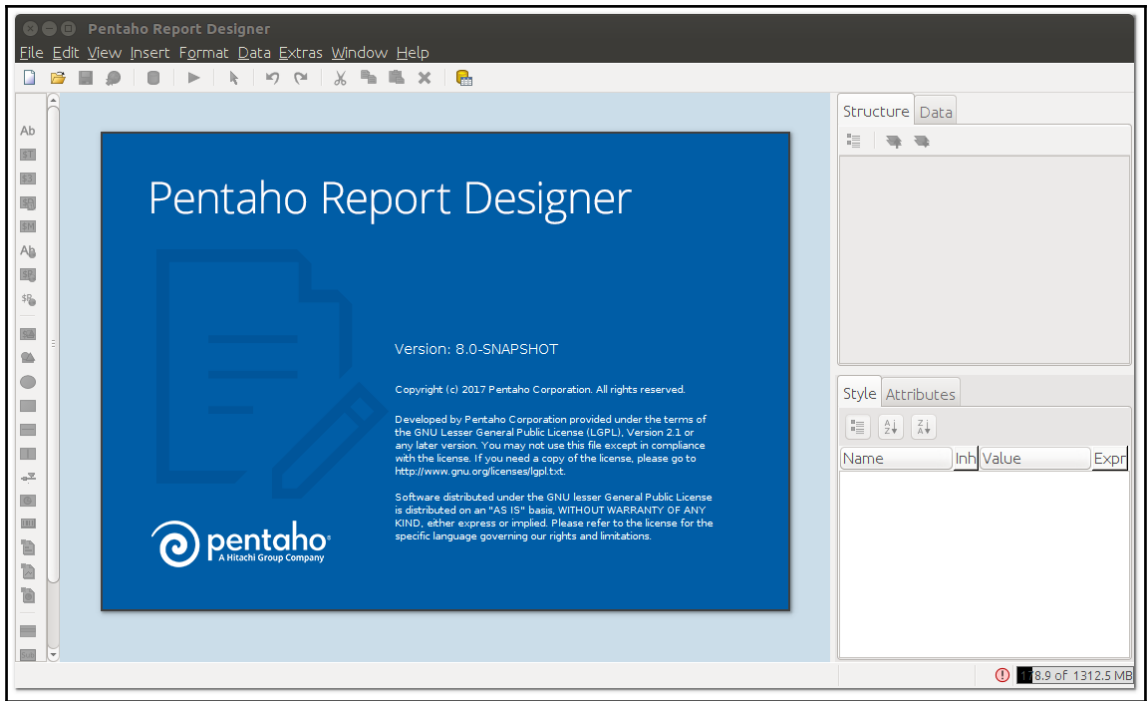 Pentaho Report Designer
File Edit View Insert Format Data Extras Window Help
Structure Data
Ab
Pentaho Report Designer
Version: 8.0-SNAPSHOT
Copyright (c) 2017 Pentaho Corporation. All rights reserved.
Developed by Pentaho Corporation provided under the terms of
the GNU Lesser General Public License (LGPL), Version 2.1 or
any later version. You may not use this file except in compliance
with the license. If you need a copy of the license, please go to
http://www.gnu.org/licenses/lgpl.txt.
Software distributed under the GNU lesser General Public License
is distributed on an "AS IS" basis, WITHOUT WARRANTY OF ANY
KIND, either express or implied. Please refer to the license for the
specific language governing our rights and limitations.
pentaho
A Hitachi Group Company
Style Attributes
Name Inh Value Expr
178.9 of 1312.5 MB